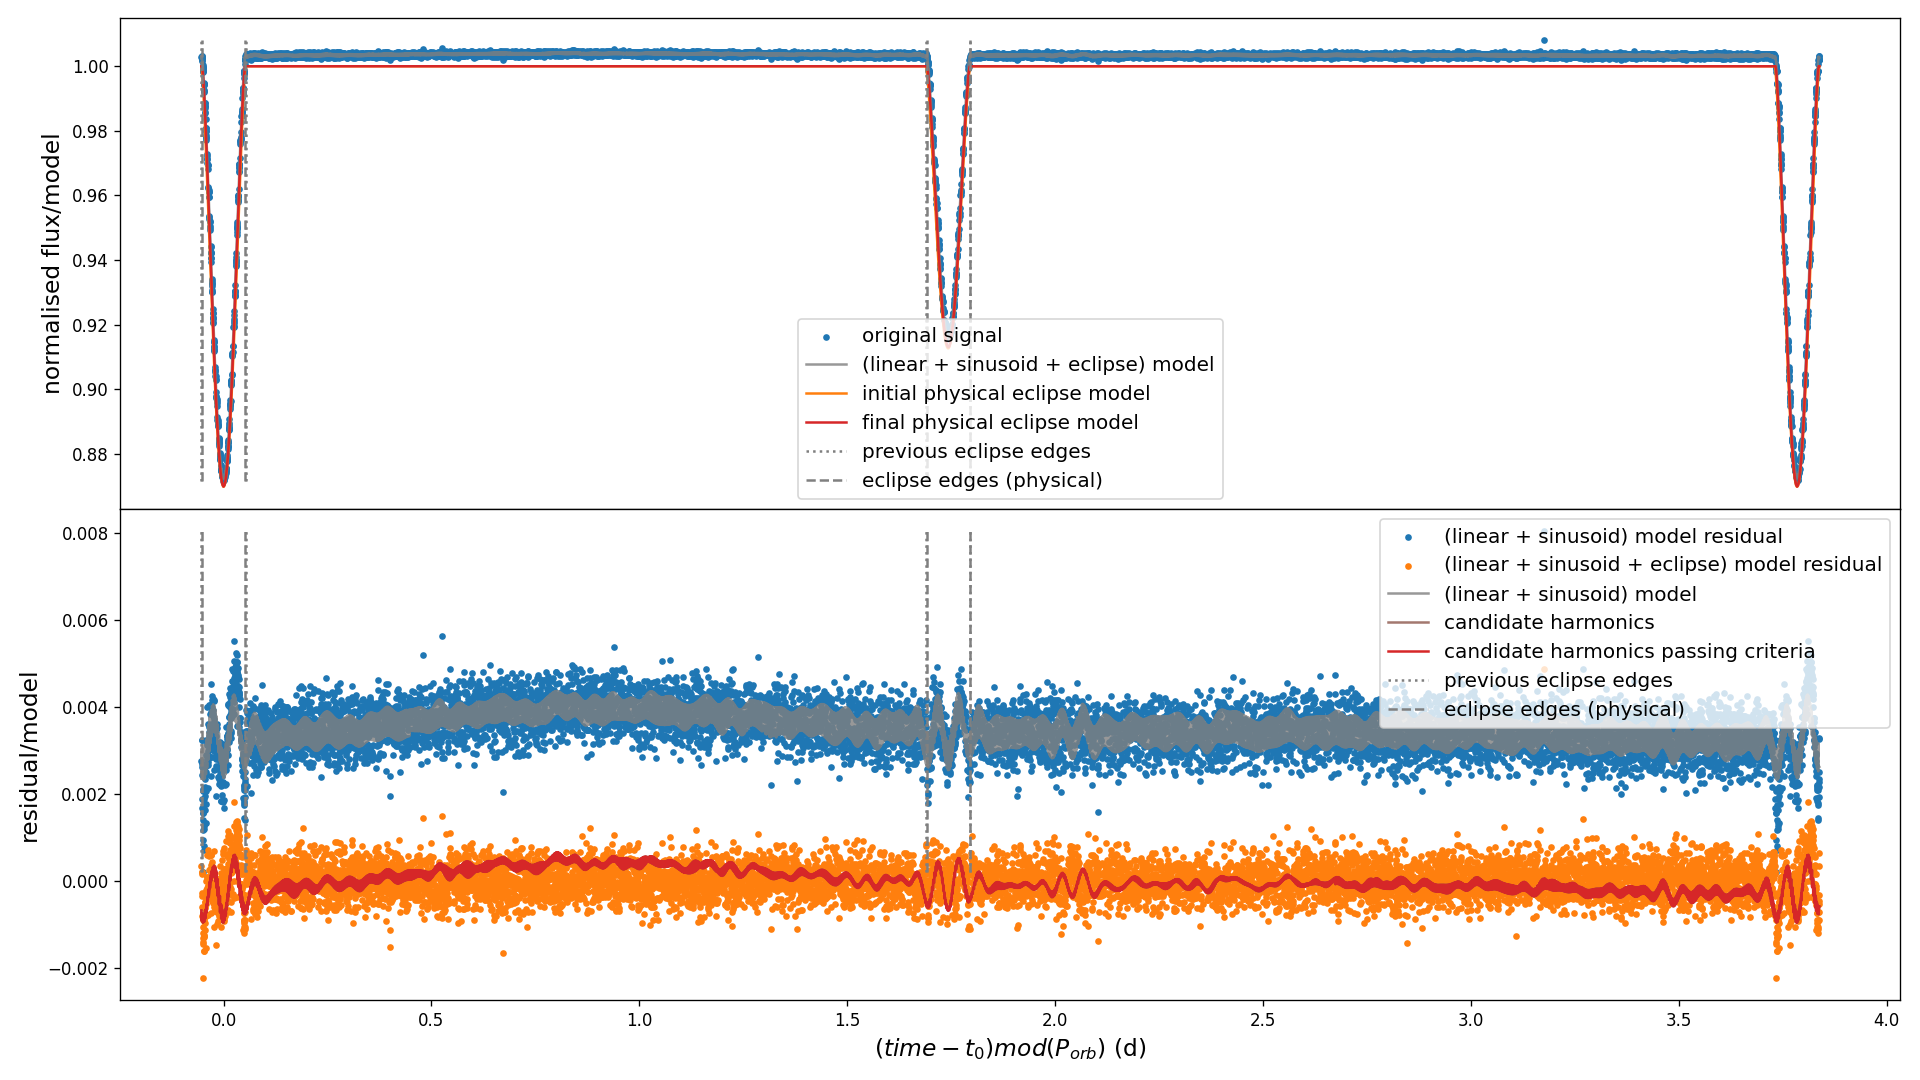 1.00
0.98
0.96
0.94
0.92
0.90
0.88
normalised flux/model
original signal
(linear + sinusoid + eclipse) model
initial physical eclipse model
final physical eclipse model
previous eclipse edges
eclipse edges (physical)
0.008
0.006
0.004
0.002
0.000
−0.002
residual/model
(linear + sinusoid) model residual
(linear + sinusoid + eclipse) model residual
(linear + sinusoid) model
candidate harmonics
candidate harmonics passing criteria
previous eclipse edges
eclipse edges (physical)
0.0 0.5 1.0 1.5 2.0 2.5 3.0 3.5 4.0
(time − t₀)mod(Pₒᵣb) (d)